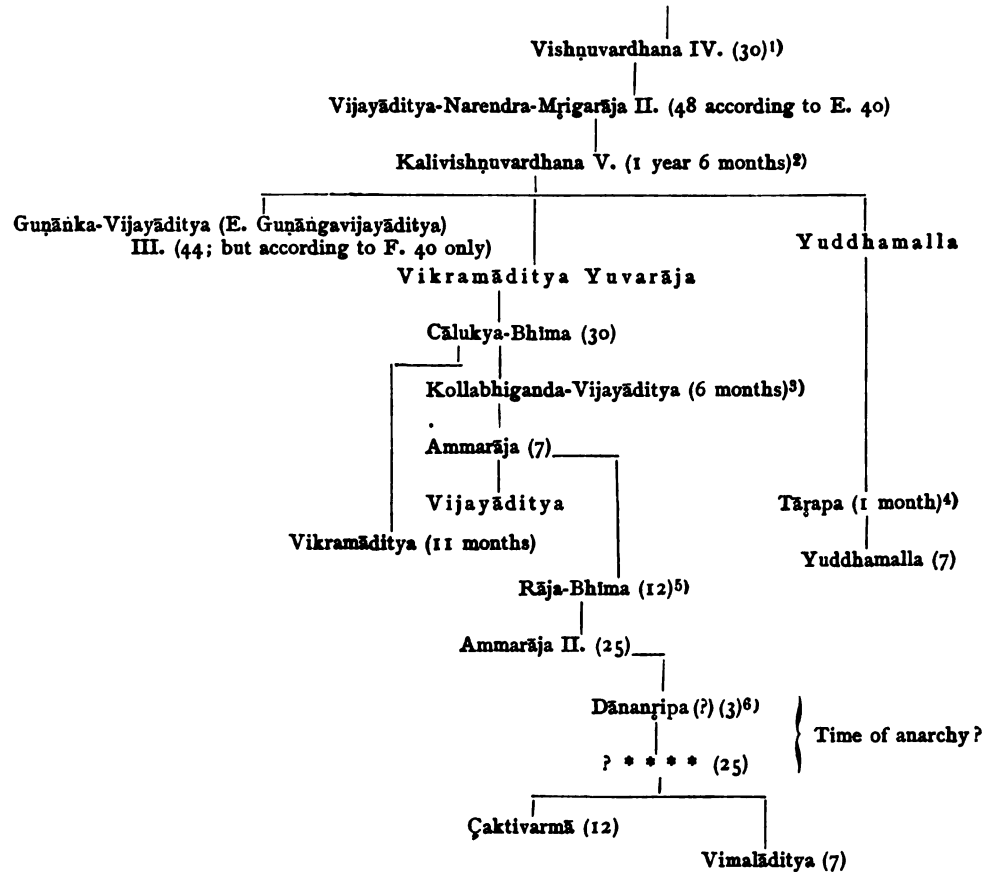 Vishṇuvardhana IV. (30)¹)
Vijayāditya-Narendra-Mṛigarāja II. (48 according to E. 40)
Kalivishṇuvardhana V. (1 year 6 months)²)
Guṇāṅka-Vijayāditya (E. Guṇāṅgavijayāditya)
III. (44; but according to F. 40 only)
Yuddhamalla
Vikramāditya Yuvarāja
Cālukya-Bhīma (30)
Kollabhiganda-Vijayāditya (6 months)³)
Ammarāja (7)
Vijayāditya
Tāṛapa (1 month)⁴)
Vikramāditya (11 months)
Yuddhamalla (7)
Rāja-Bhīma (12)⁵)
Ammarāja II. (25)
Dānanṛipa (?) (3)⁶)
Time of anarchy?
? * * * * (25)
Çaktivarmā (12)
Vimalāditya (7)